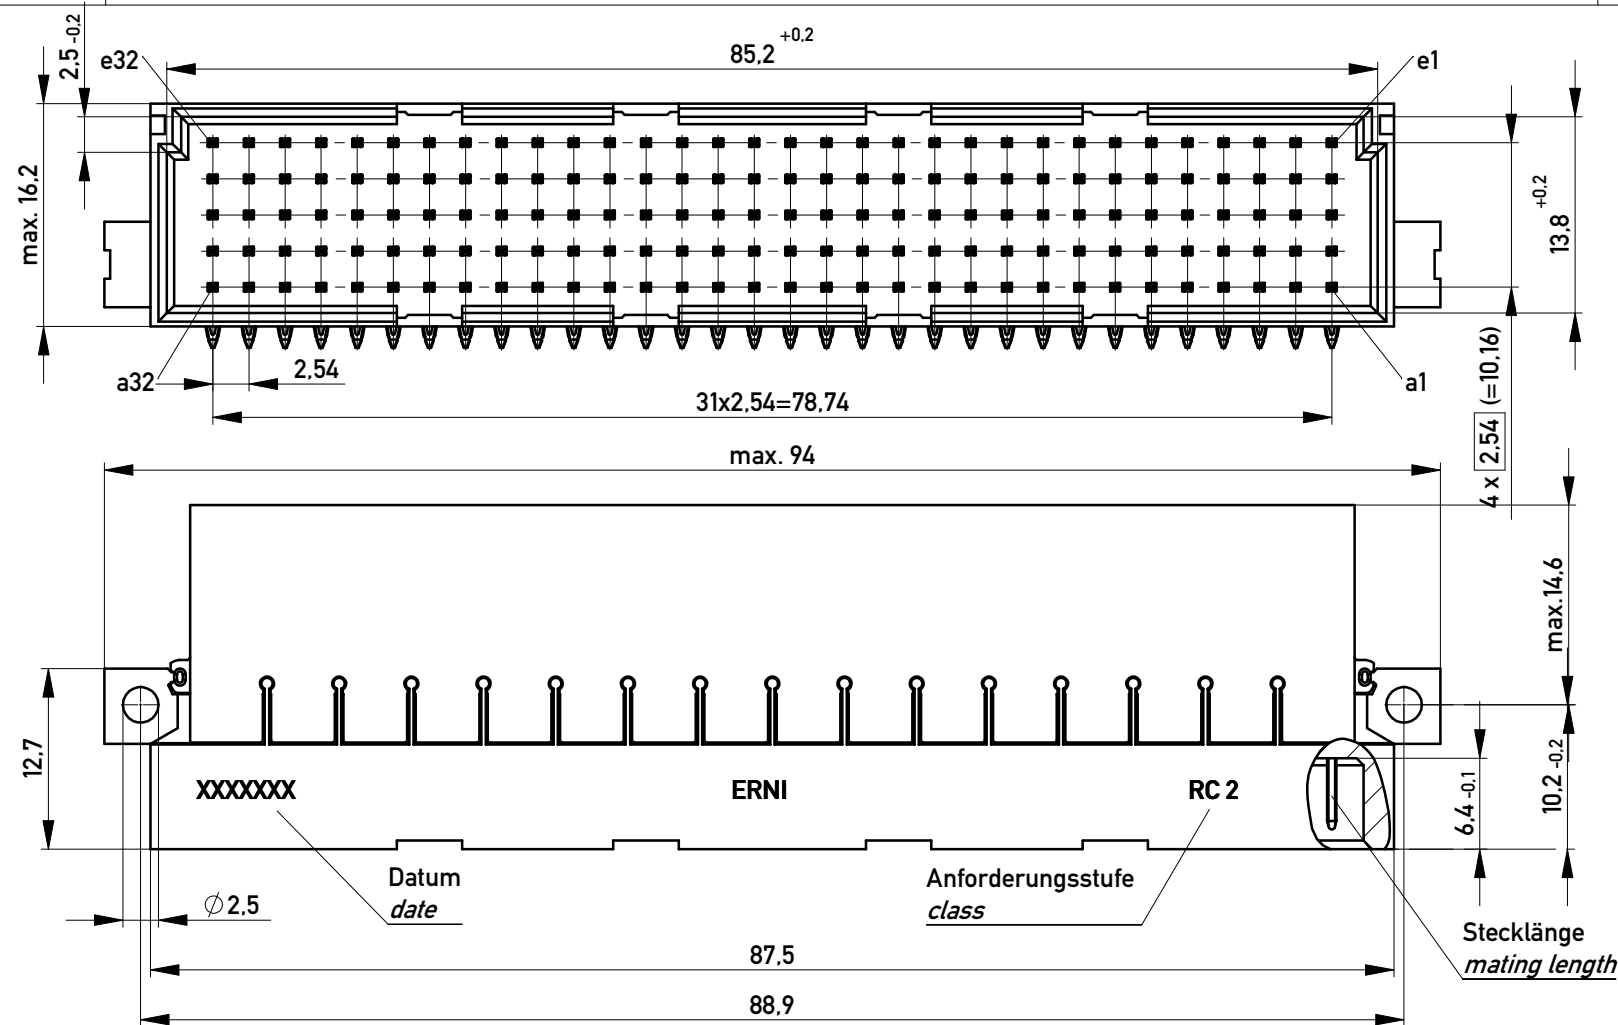 2,5 -0.2
e32
85,2 +0,2
e1
max. 16,2
13,8 +0.2
a32
2,54
a1
31x2,54=78,74
4 x 2,54 (=10,16)
max. 94
max.14,6
12,7
XXXXXXX
ERNI
RC 2
6,4 -0.1
10,2 -0.2
Datum
date
Anforderungsstufe
class
∅ 2,5
Stecklänge
mating length
87,5
88,9